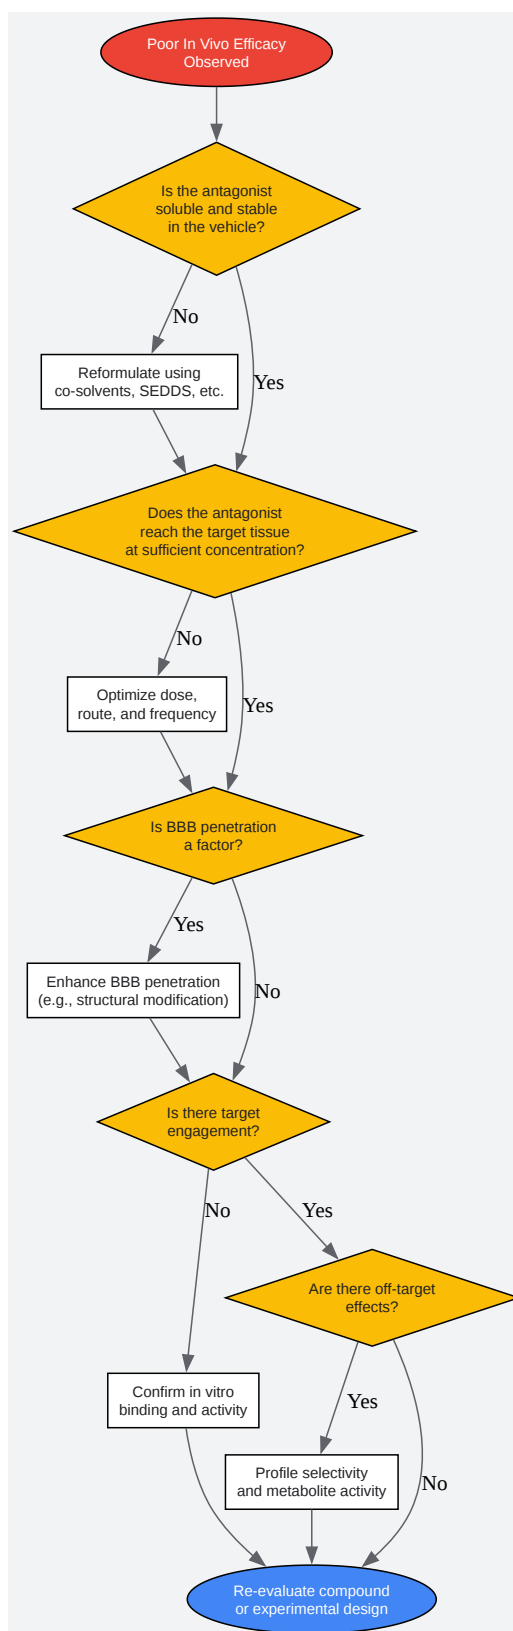 Poor In Vivo Efficacy
Observed
Is the antagonist
soluble and stable
in the vehicle?
No
Reformulate using
co-solvents, SEDDS, etc.
Yes
Does the antagonist
reach the target tissue
at sufficient concentration?
No
Optimize dose,
route, and frequency
Yes
Is BBB penetration
a factor?
Yes
Enhance BBB penetration
(e.g., structural modification)
No
Is there target
engagement?
No
Yes
Are there off-target
effects?
Confirm in vitro
binding and activity
Yes
Profile selectivity
and metabolite activity
No
Re-evaluate compound
or experimental design